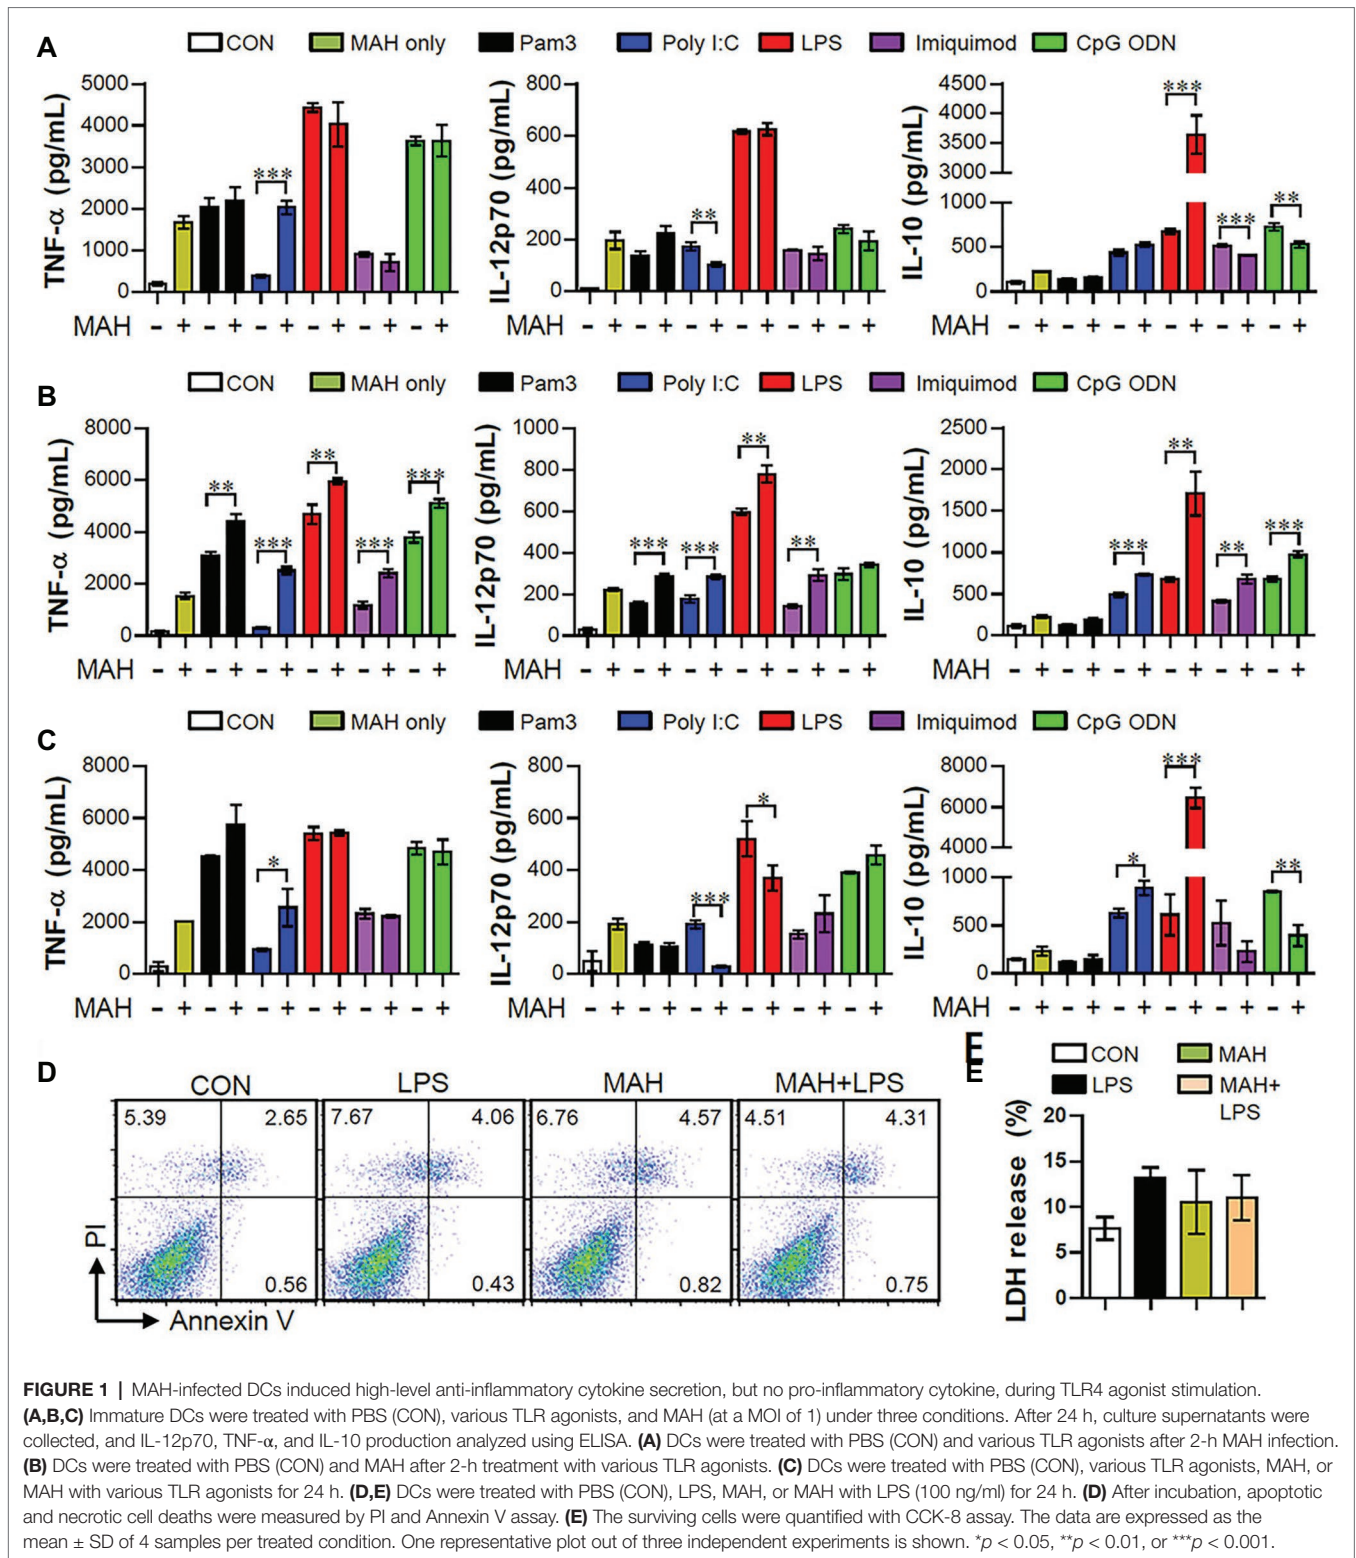 A
CON MAH only Pam3 Poly I:C LPS Imiquimod CpG ODN
TNF-α (pg/mL)
5000
4000
3000
2000
1000
0
***
MAH - + - + - + - + - + - +
IL-12p70 (pg/mL)
800
600
400
200
0
**
MAH - + - + - + - + - + - +
IL-10 (pg/mL)
4500
4000
3500
3000
1000
500
0
***
***
**
MAH - + - + - + - + - + - +
B
CON MAH only Pam3 Poly I:C LPS Imiquimod CpG ODN
TNF-α (pg/mL)
8000
6000
4000
2000
0
**
***
**
***
***
MAH - + - + - + - + - + - +
IL-12p70 (pg/mL)
1000
800
600
400
200
0
***
***
**
**
MAH - + - + - + - + - + - +
IL-10 (pg/mL)
2500
2000
1500
1000
500
0
***
**
**
***
MAH - + - + - + - + - + - +
C
CON MAH only Pam3 Poly I:C LPS Imiquimod CpG ODN
TNF-α (pg/mL)
8000
6000
4000
2000
0
*
MAH - + - + - + - + - + - +
IL-12p70 (pg/mL)
800
600
400
200
0
***
*
MAH - + - + - + - + - + - +
IL-10 (pg/mL)
8000
6000
4000
1000
500
0
*
***
**
MAH - + - + - + - + - + - +
D
CON LPS MAH MAH+LPS
5.39 2.65 7.67 4.06 6.76 4.57 4.51 4.31
0.56 0.43 0.82 0.75
PI
Annexin V
E
E
CON MAH
LPS MAH+
LPS
LDH release (%)
20
15
10
5
0
FIGURE 1 | MAH-infected DCs induced high-level anti-inflammatory cytokine secretion, but no pro-inflammatory cytokine, during TLR4 agonist stimulation.
(A,B,C) Immature DCs were treated with PBS (CON), various TLR agonists, and MAH (at a MOI of 1) under three conditions. After 24 h, culture supernatants were
collected, and IL-12p70, TNF-α, and IL-10 production analyzed using ELISA. (A) DCs were treated with PBS (CON) and various TLR agonists after 2-h MAH infection.
(B) DCs were treated with PBS (CON) and MAH after 2-h treatment with various TLR agonists. (C) DCs were treated with PBS (CON), various TLR agonists, MAH, or
MAH with various TLR agonists for 24 h. (D,E) DCs were treated with PBS (CON), LPS, MAH, or MAH with LPS (100 ng/ml) for 24 h. (D) After incubation, apoptotic
and necrotic cell deaths were measured by PI and Annexin V assay. (E) The surviving cells were quantified with CCK-8 assay. The data are expressed as the
mean ± SD of 4 samples per treated condition. One representative plot out of three independent experiments is shown. *p < 0.05, **p < 0.01, or ***p < 0.001.